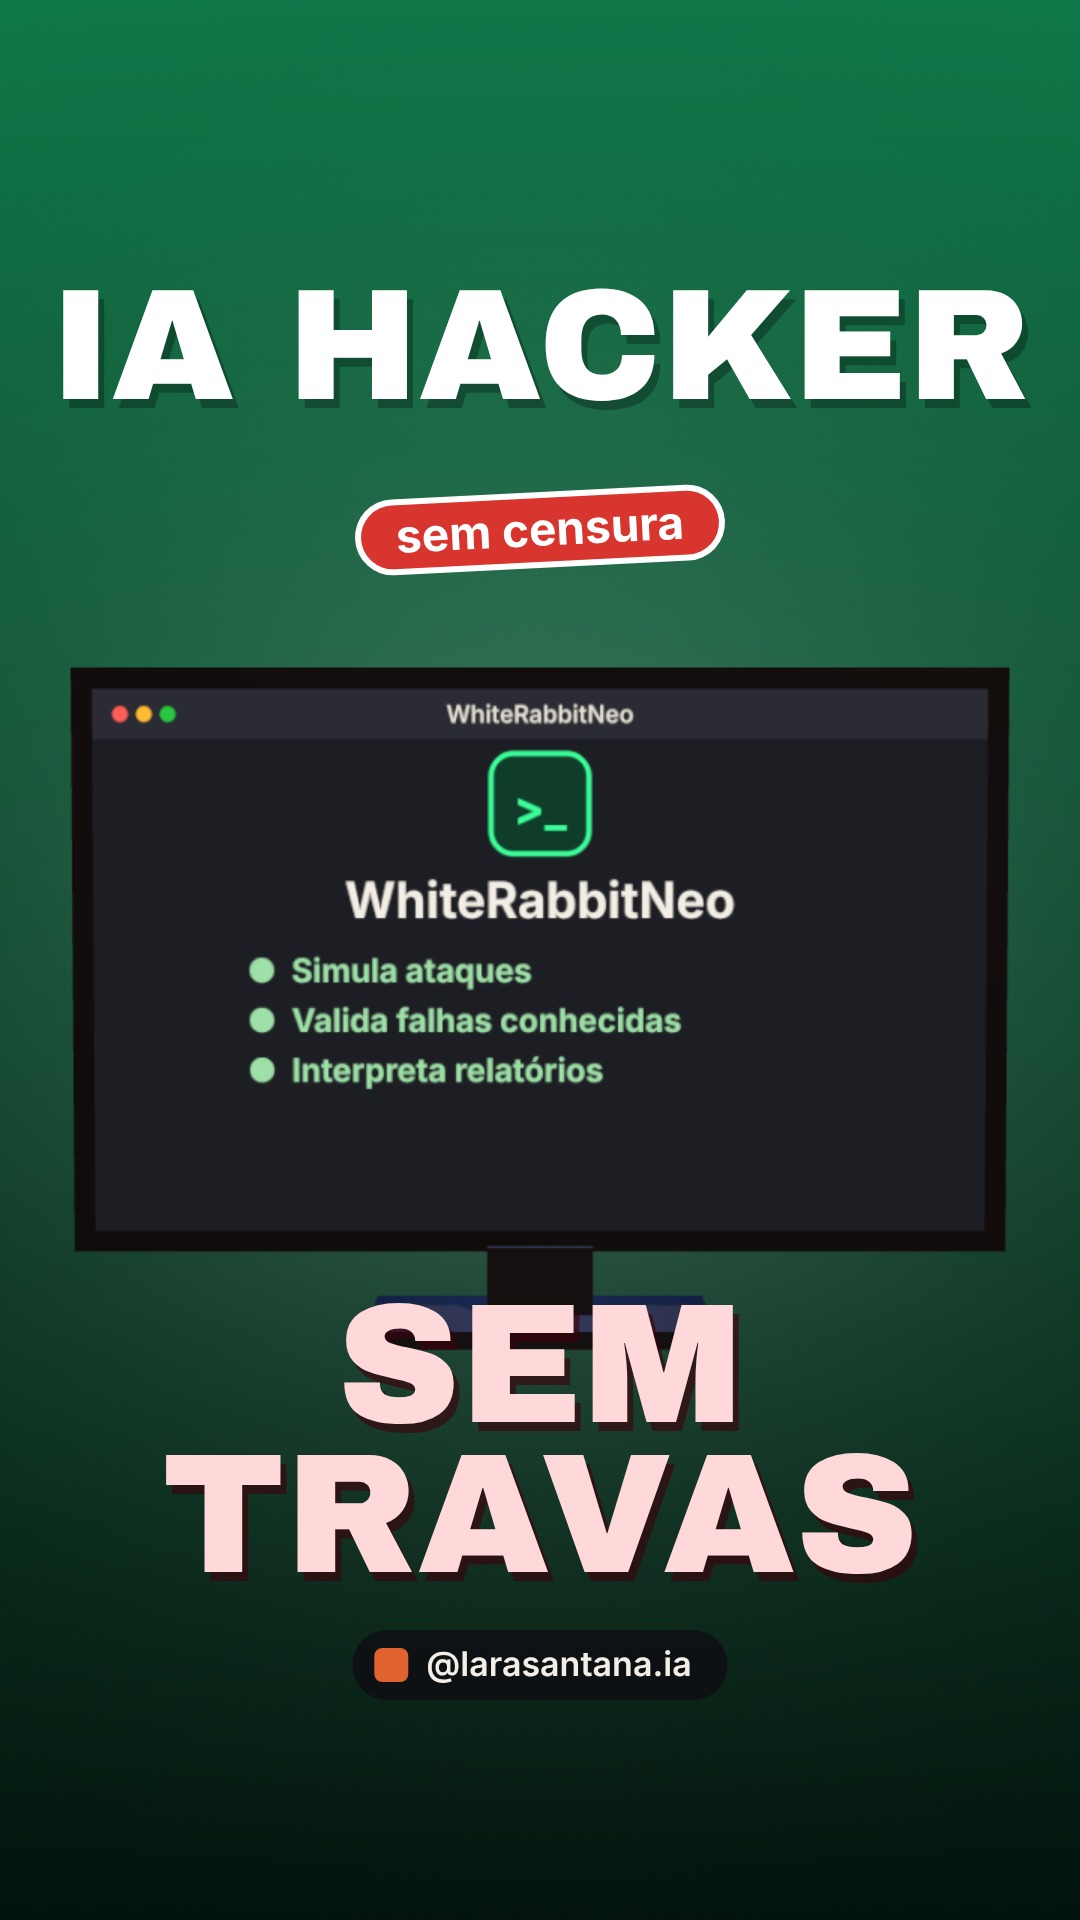 IA HACKER
sem censura
WhiteRabbitNeo
>_
WhiteRabbitNeo
Simula ataques
Valida falhas conhecidas
Interpreta relatórios
SEM
TRAVAS
@larasantana.ia